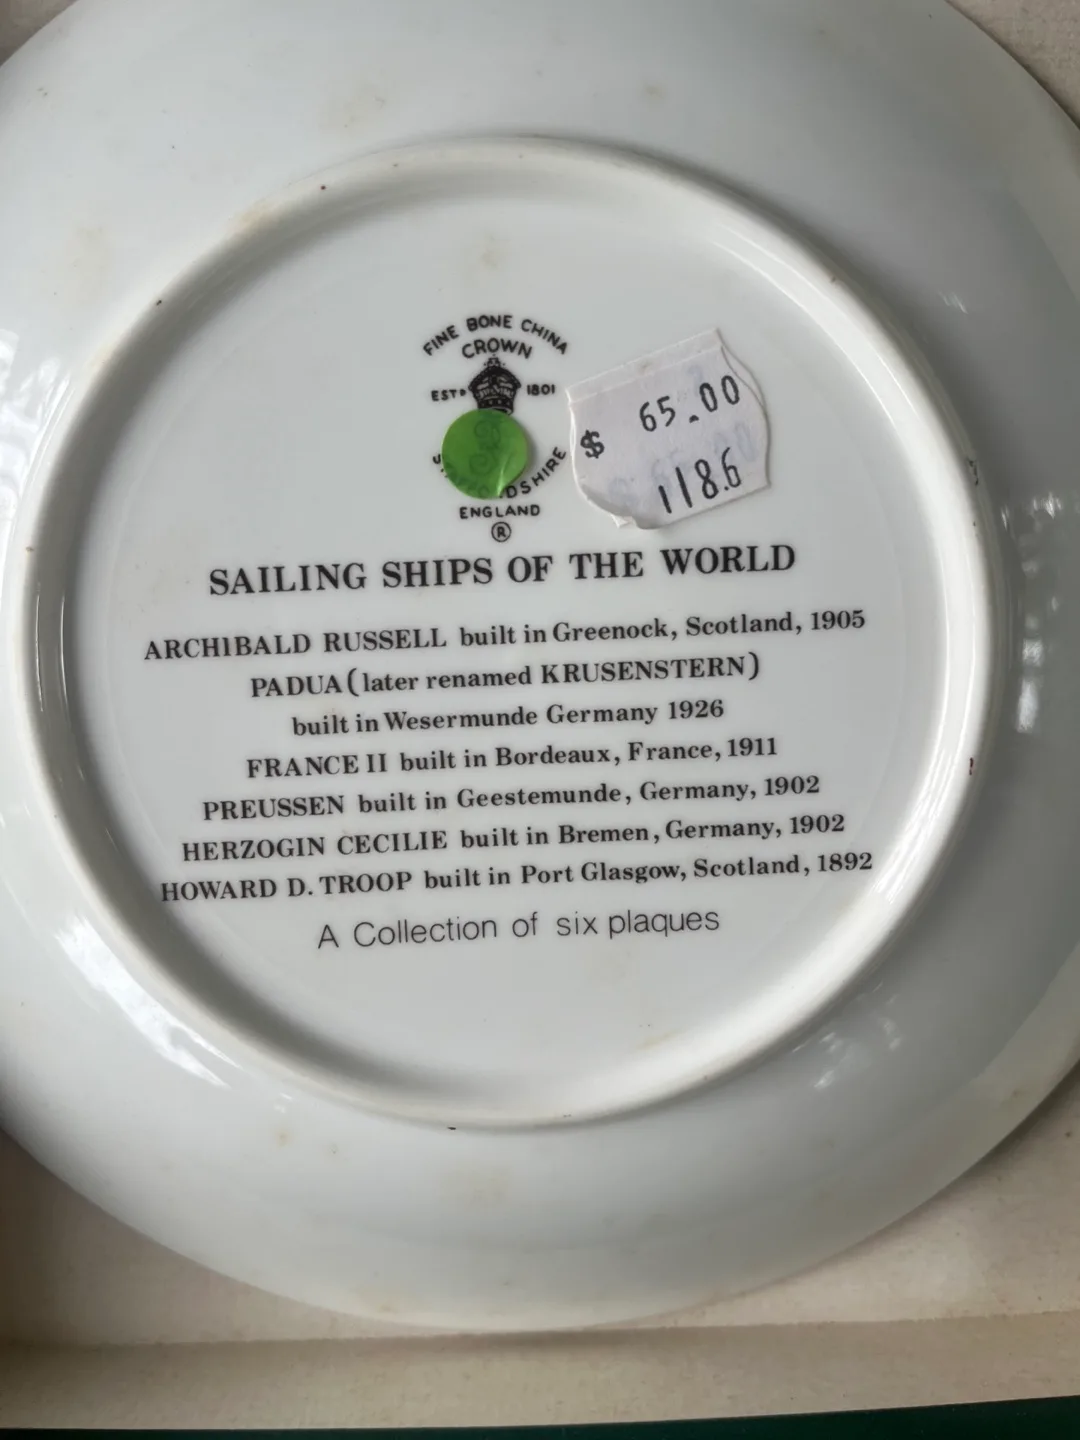 FINE BONE CHINA
CROWN
ESTD 1801
ENGLAND
®
$ 65.00
1186
SAILING SHIPS OF THE WORLD
ARCHIBALD RUSSELL built in Greenock, Scotland, 1905
PADUA (later renamed KRUSENSTERN)
built in Wesermunde Germany 1926
FRANCE II built in Bordeaux, France, 1911
PREUSSEN built in Geestemunde, Germany, 1902
HERZOGIN CECILIE built in Bremen, Germany, 1902
HOWARD D. TROOP built in Port Glasgow, Scotland, 1892
A Collection of six plaques